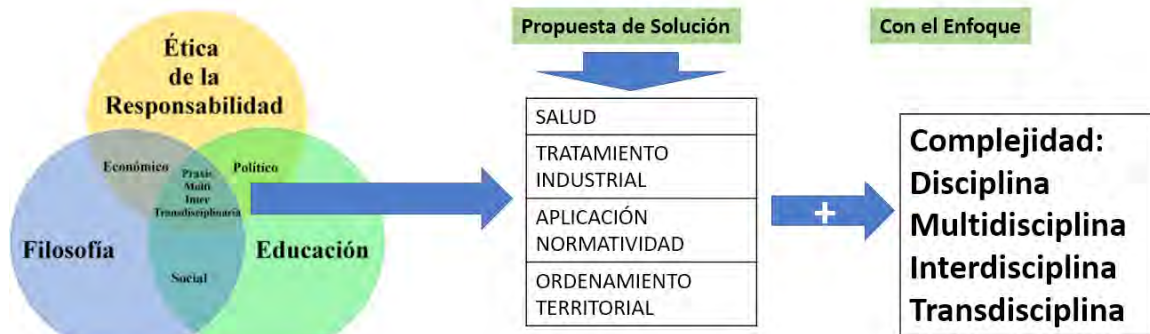 Ética
de la
Responsabilidad
Económico
Político
Praxis
Multi
Inter
Transdisciplinaria
Filosofía
Educación
Social
Propuesta de Solución
SALUD
TRATAMIENTO
INDUSTRIAL
APLICACIÓN
NORMATIVIDAD
ORDENAMIENTO
TERRITORIAL
+
Con el Enfoque
Complejidad:
Disciplina
Multidisciplina
Interdisciplina
Transdisciplina